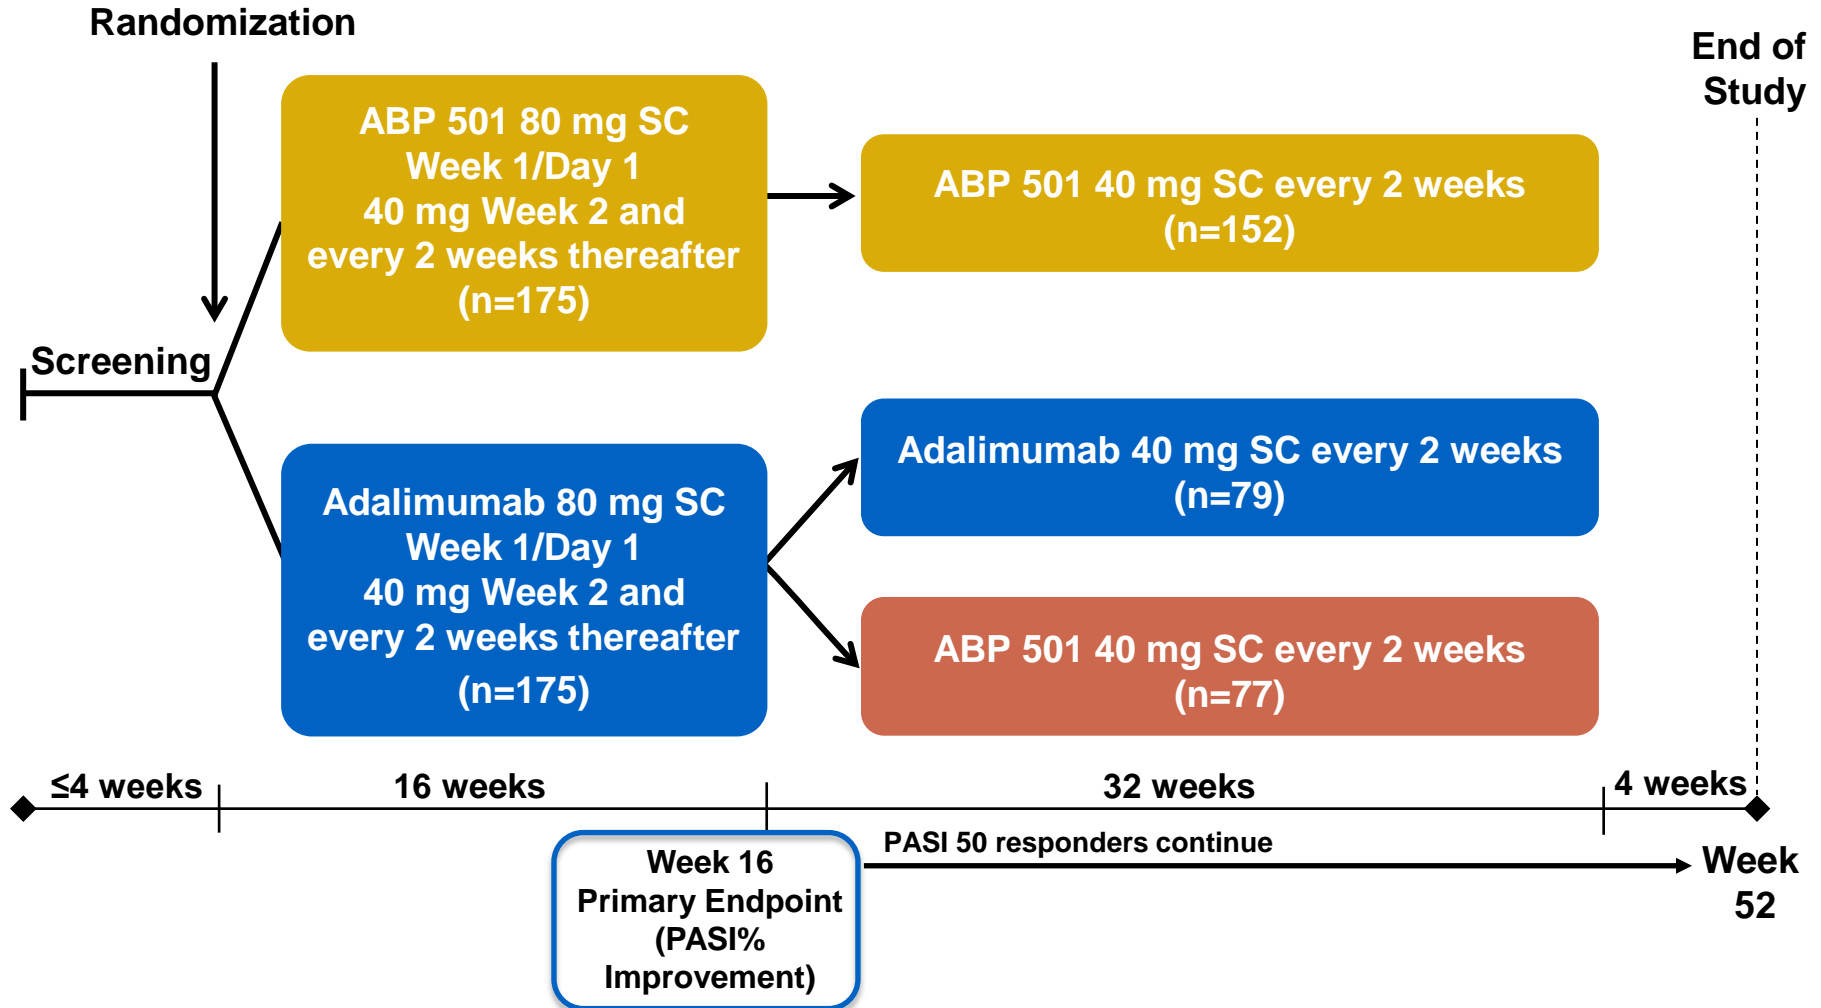 Randomization
End of
Study
ABP 501 80 mg SC
Week 1/Day 1
40 mg Week 2 and
every 2 weeks thereafter
(n=175)
ABP 501 40 mg SC every 2 weeks
(n=152)
Screening
Adalimumab 80 mg SC
Week 1/Day 1
40 mg Week 2 and
every 2 weeks thereafter
(n=175)
Adalimumab 40 mg SC every 2 weeks
(n=79)
ABP 501 40 mg SC every 2 weeks
(n=77)
≤4 weeks
16 weeks
32 weeks
4 weeks
Week 16
Primary Endpoint
(PASI%
Improvement)
PASI 50 responders continue
Week
52